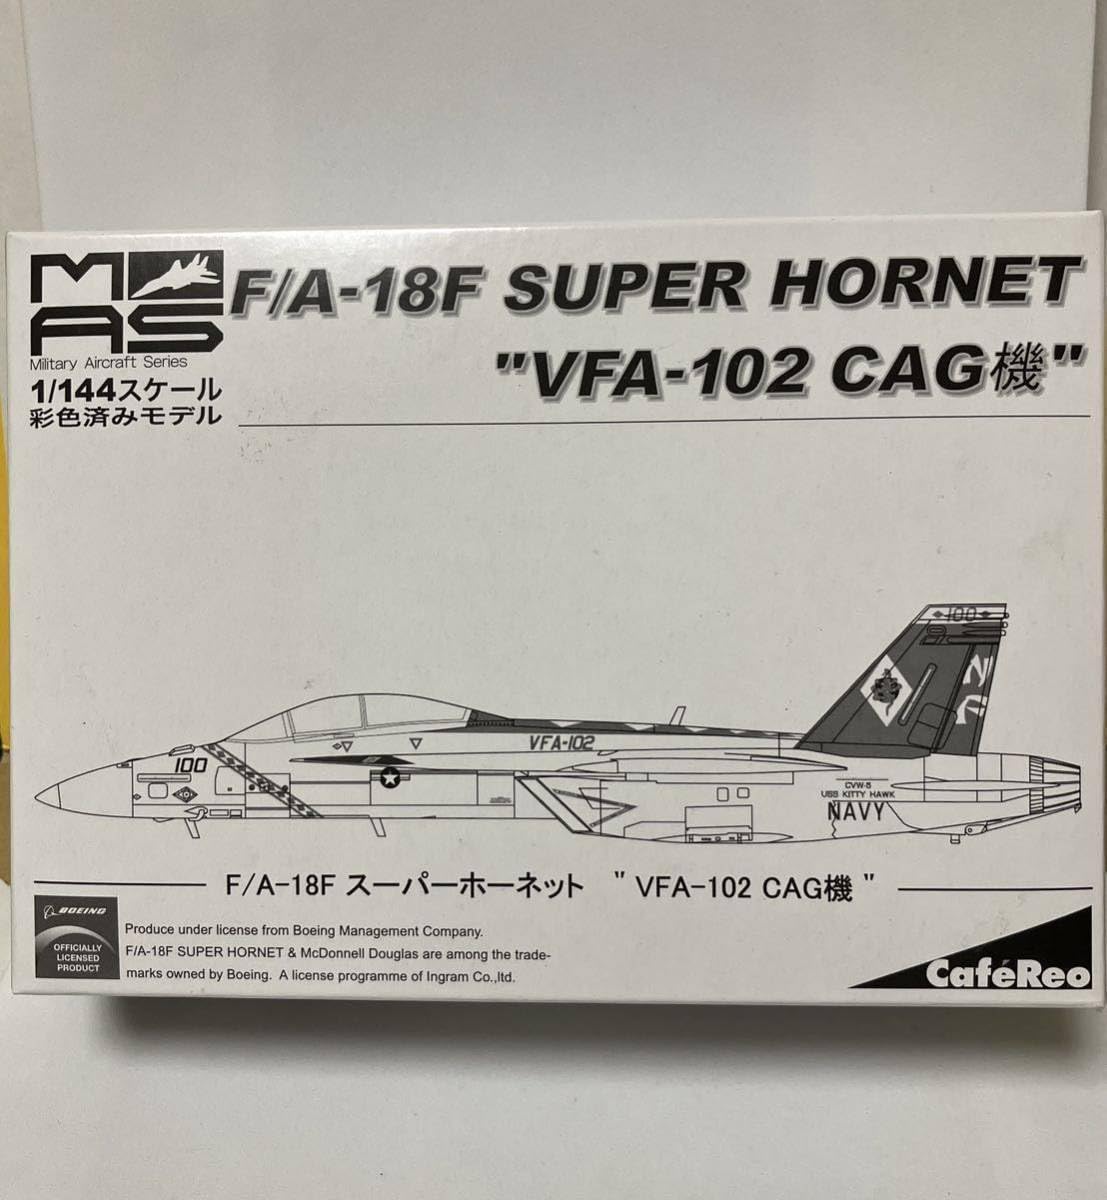 MAS
Military Aircraft Series
1/144スケール
彩色済みモデル
F/A-18F SUPER HORNET
"VFA-102 CAG機"
100
102
VFA-102
100
CVW-5
USS KITTY HAWK
NAVY
F/A-18F スーパーホーネット " VFA-102 CAG機 "
BOEING
OFFICIALLY
LICENSED
PRODUCT
Produce under license from Boeing Management Company.
F/A-18F SUPER HORNET & McDonnell Douglas are among the trade-
marks owned by Boeing. A license programme of Ingram Co.,ltd.
CaféReo